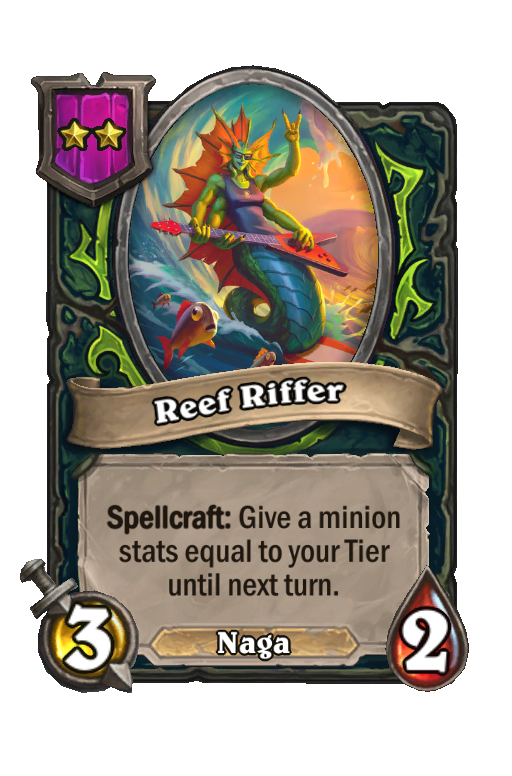 Reef Riffer
Spellcraft: Give a minion
stats equal to your Tier
until next turn.
3
Naga
2